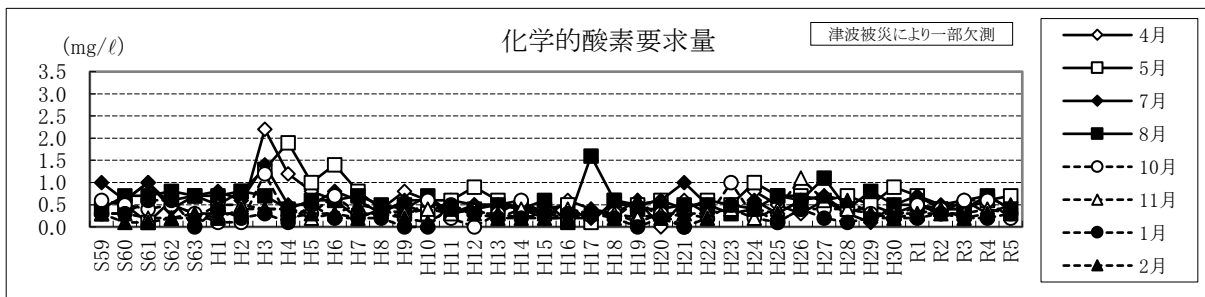 化学的酸素要求量
津波被災により一部欠測
(mg/ℓ)
3.5
3.0
2.5
2.0
1.5
1.0
0.5
0.0
S59
S60
S61
S62
S63
H1
H2
H3
H4
H5
H6
H7
H8
H9
H10
H11
H12
H13
H14
H15
H16
H17
H18
H19
H20
H21
H22
H23
H24
H25
H26
H27
H28
H29
H30
R1
R2
R3
R4
R5
4月
5月
7月
8月
10月
11月
1月
2月